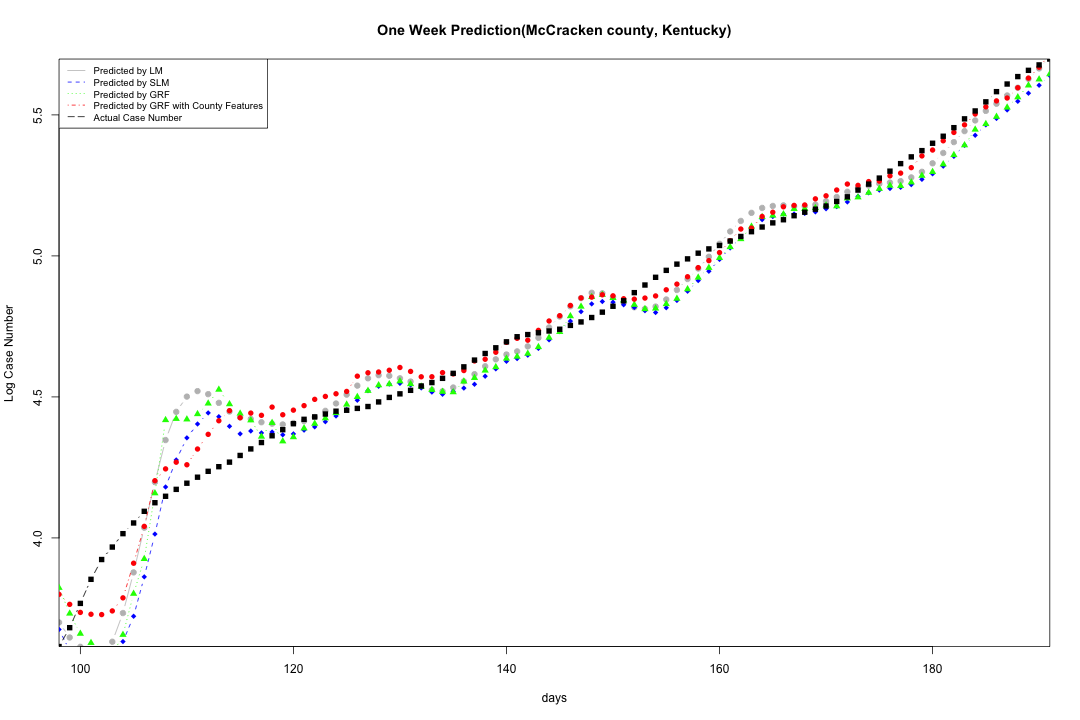 One Week Prediction(McCracken county, Kentucky)
Predicted by LM
Predicted by SLM
Predicted by GRF
Predicted by GRF with County Features
Actual Case Number
Log Case Number
5.5
5.0
4.5
4.0
100 120 140 160 180
days